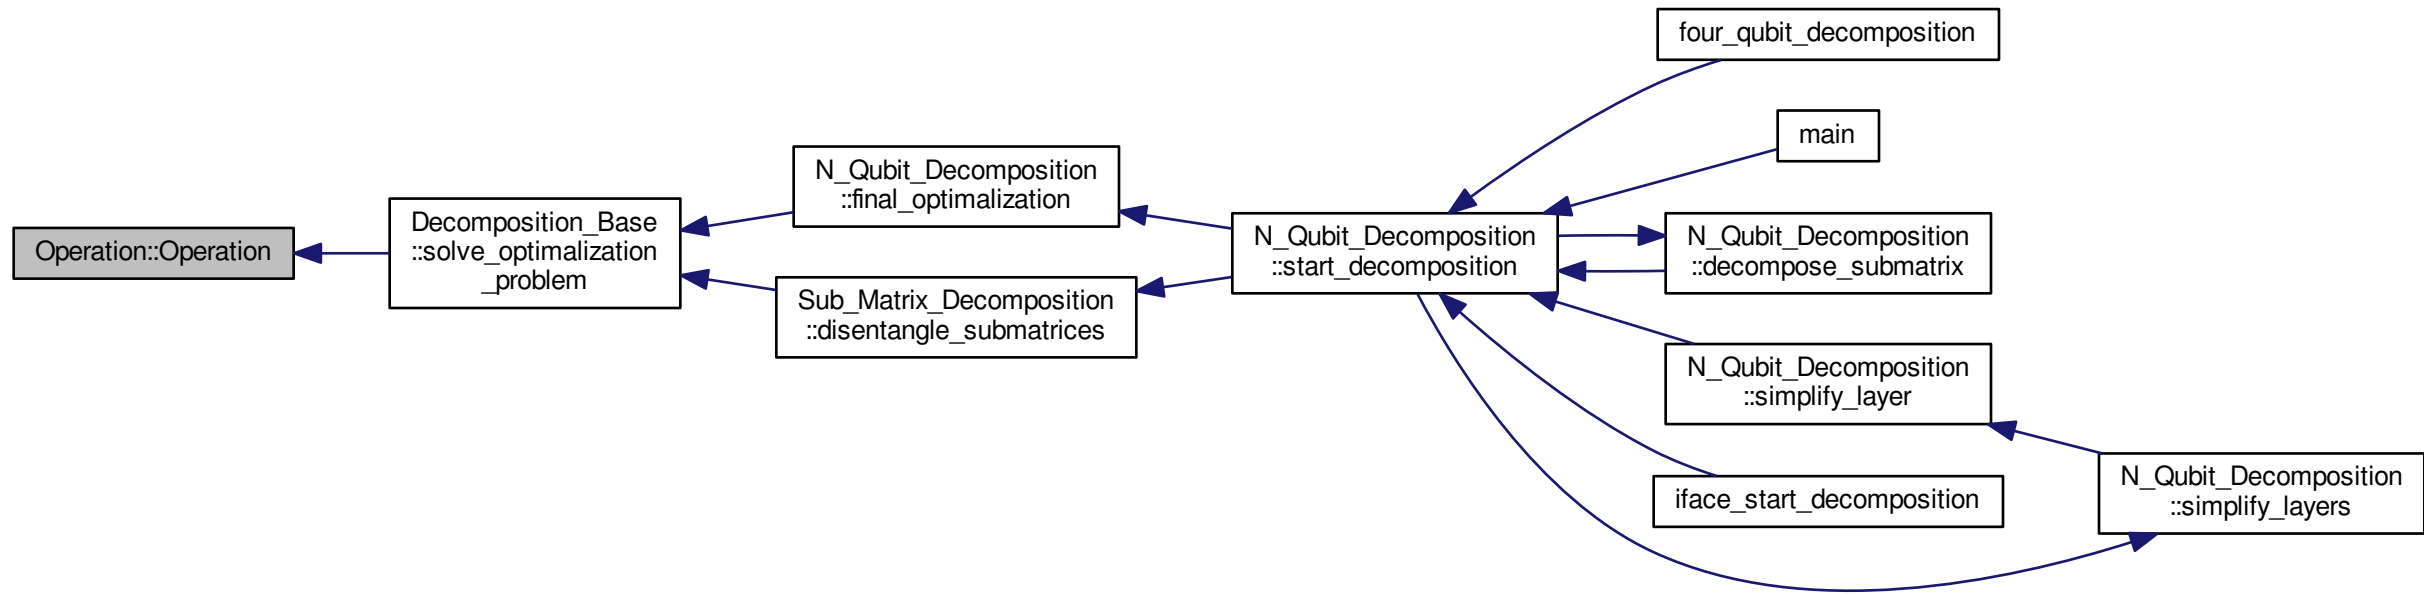 Operation::Operation
Decomposition_Base
::solve_optimalization
_problem
N_Qubit_Decomposition
::final_optimalization
Sub_Matrix_Decomposition
::disentangle_submatrices
N_Qubit_Decomposition
::start_decomposition
four_qubit_decomposition
main
N_Qubit_Decomposition
::decompose_submatrix
N_Qubit_Decomposition
::simplify_layer
iface_start_decomposition
N_Qubit_Decomposition
::simplify_layers